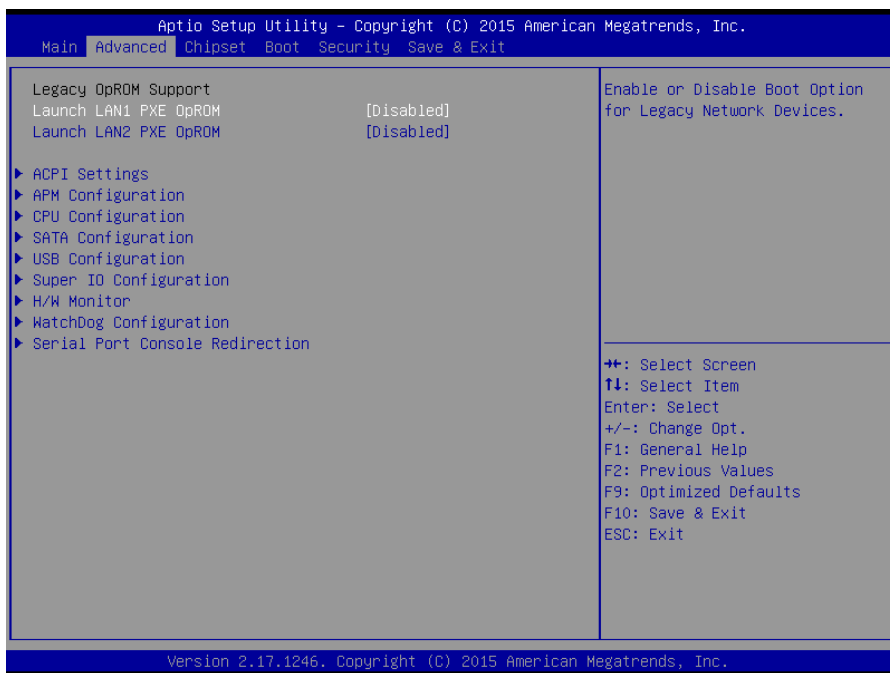 Aptio Setup Utility – Copyright (C) 2015 American Megatrends, Inc.
Main Advanced Chipset Boot Security Save & Exit
Legacy OpROM Support
Launch LAN1 PXE OpROM [Disabled]
Launch LAN2 PXE OpROM [Disabled]
► ACPI Settings
► APM Configuration
► CPU Configuration
► SATA Configuration
► USB Configuration
► Super IO Configuration
► H/W Monitor
► WatchDog Configuration
► Serial Port Console Redirection
Enable or Disable Boot Option
for Legacy Network Devices.
→←: Select Screen
↑↓: Select Item
Enter: Select
+/-: Change Opt.
F1: General Help
F2: Previous Values
F9: Optimized Defaults
F10: Save & Exit
ESC: Exit
Version 2.17.1246. Copyright (C) 2015 American Megatrends, Inc.